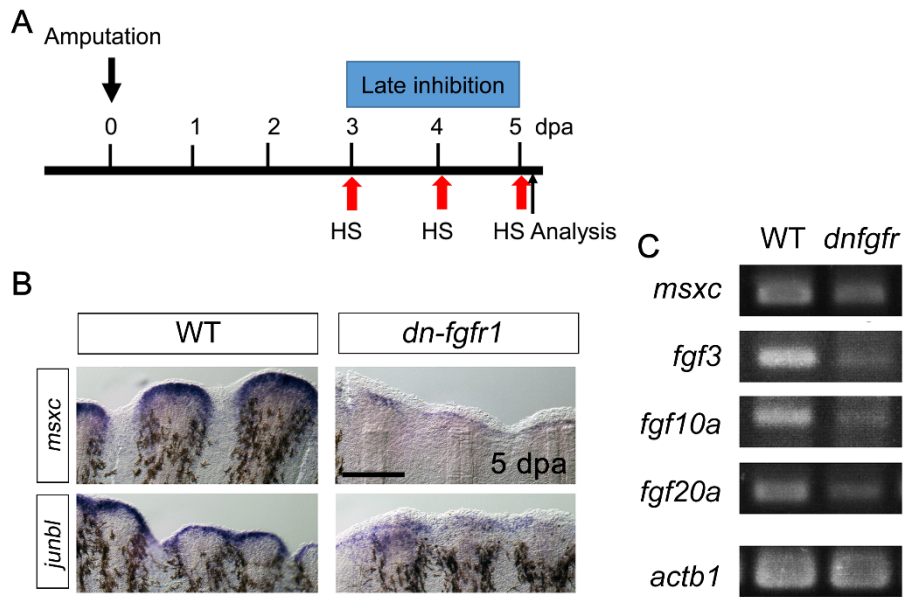 A
Amputation
Late inhibition
0 1 2 3 4 5 dpa
HS HS HS Analysis
B
WT dn-fgfr1
msxc
5 dpa
junbl
C
WT dnfgfr
msxc
fgf3
fgf10a
fgf20a
actb1